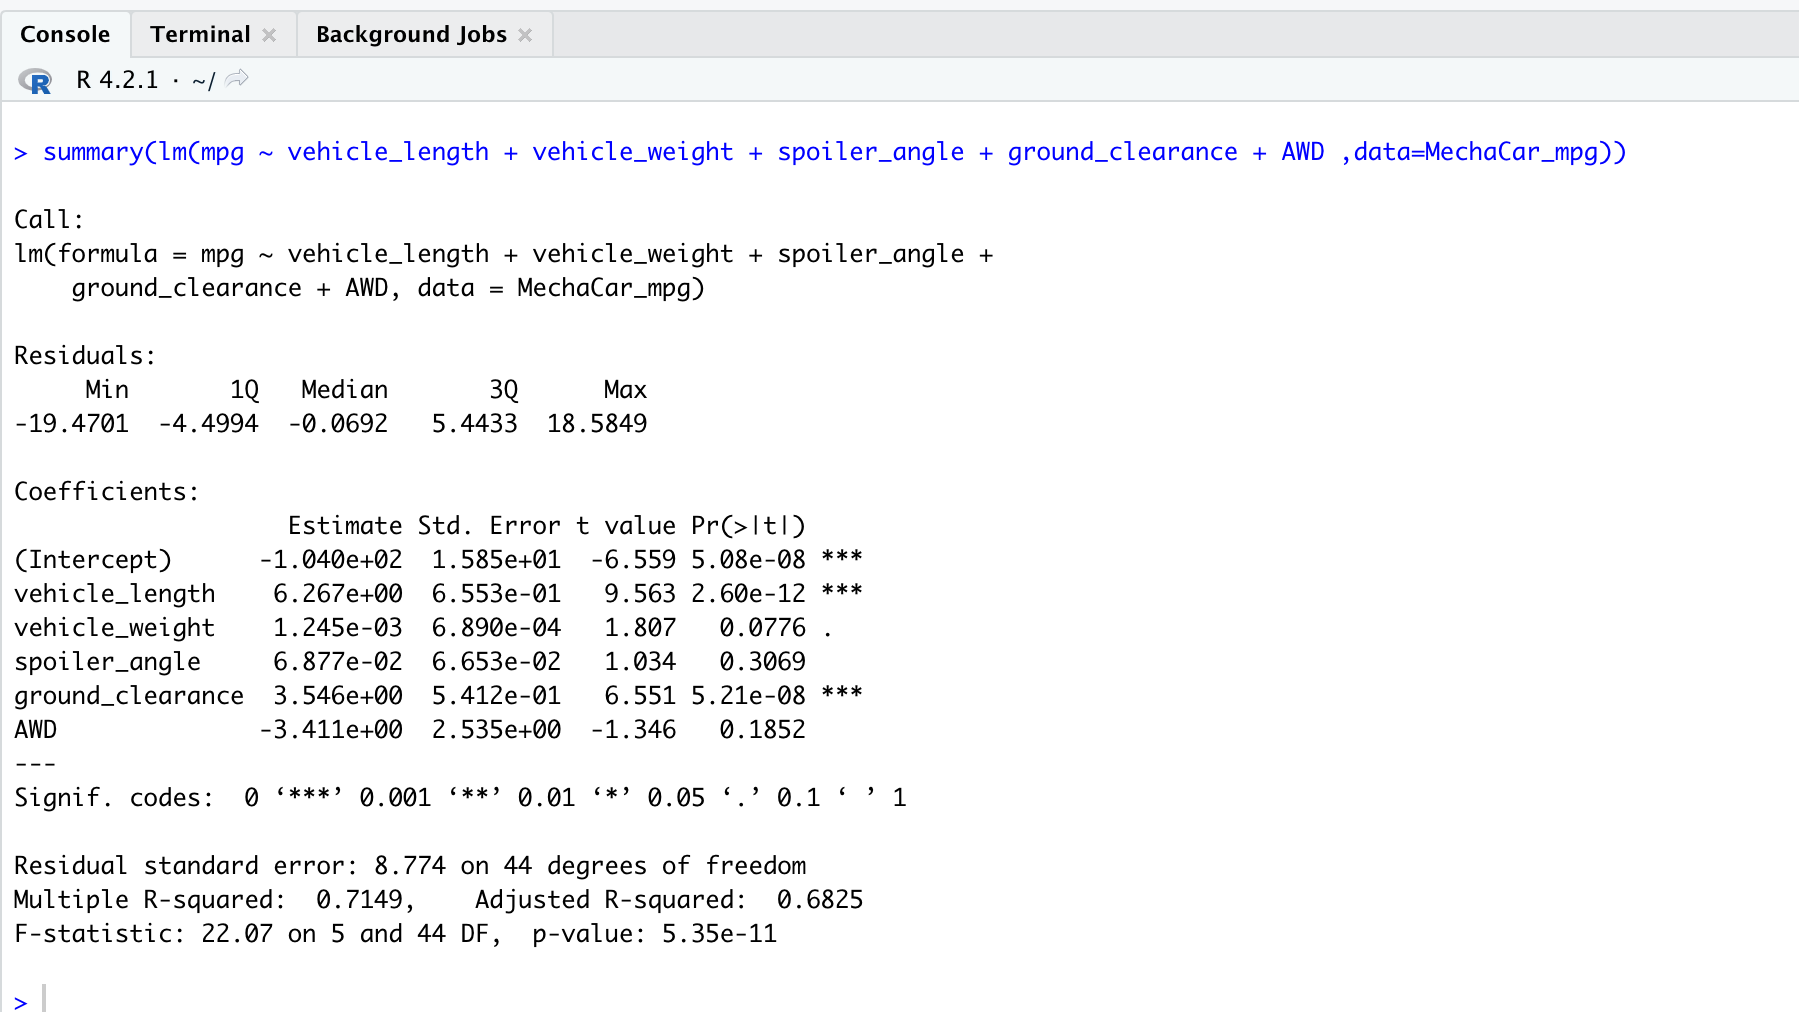 Console Terminal × Background Jobs ×
R R 4.2.1 · ~/
> summary(lm(mpg ~ vehicle_length + vehicle_weight + spoiler_angle + ground_clearance + AWD ,data=MechaCar_mpg))
Call:
lm(formula = mpg ~ vehicle_length + vehicle_weight + spoiler_angle +
    ground_clearance + AWD, data = MechaCar_mpg)
Residuals:
     Min       1Q   Median       3Q      Max
-19.4701  -4.4994  -0.0692   5.4433  18.5849
Coefficients:
                   Estimate Std. Error t value Pr(>|t|)
(Intercept)      -1.040e+02  1.585e+01  -6.559 5.08e-08 ***
vehicle_length    6.267e+00  6.553e-01   9.563 2.60e-12 ***
vehicle_weight    1.245e-03  6.890e-04   1.807   0.0776 .
spoiler_angle     6.877e-02  6.653e-02   1.034   0.3069
ground_clearance  3.546e+00  5.412e-01   6.551 5.21e-08 ***
AWD              -3.411e+00  2.535e+00  -1.346   0.1852
---
Signif. codes:  0 ‘***’ 0.001 ‘**’ 0.01 ‘*’ 0.05 ‘.’ 0.1 ‘ ’ 1
Residual standard error: 8.774 on 44 degrees of freedom
Multiple R-squared:  0.7149,    Adjusted R-squared:  0.6825
F-statistic: 22.07 on 5 and 44 DF,  p-value: 5.35e-11
>